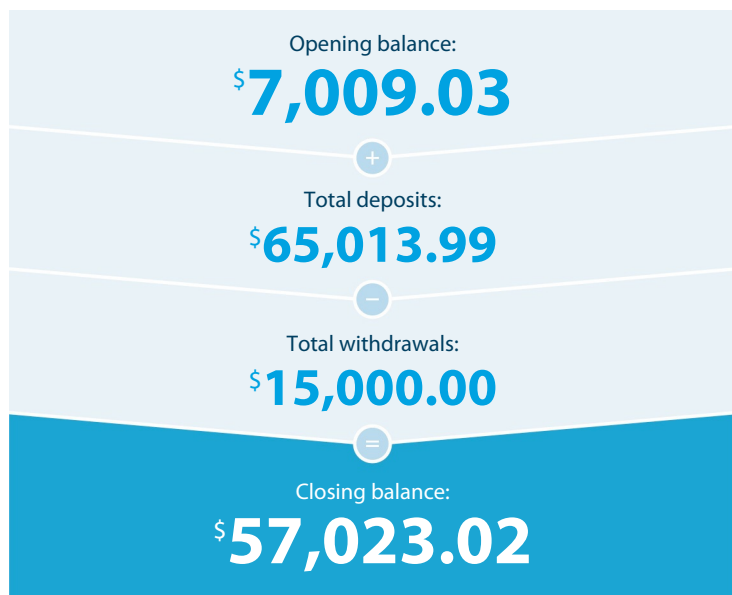 Opening balance:
$7,009.03
+
Total deposits:
$65,013.99
−
Total withdrawals:
$15,000.00
=
Closing balance:
$57,023.02